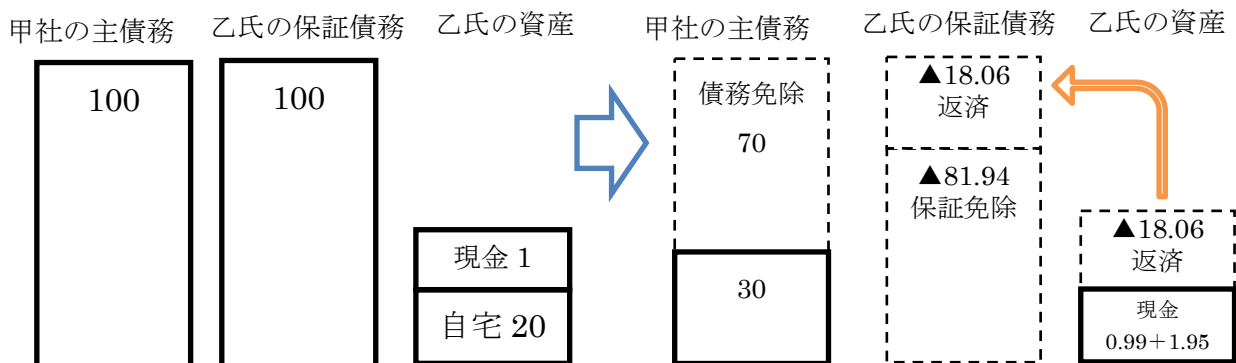 甲社の主債務
乙氏の保証債務
乙氏の資産
甲社の主債務
乙氏の保証債務
乙氏の資産
100
100
現金 1
自宅 20
債務免除
70
30
▲18.06
返済
▲81.94
保証免除
▲18.06
返済
現金
0.99＋1.95